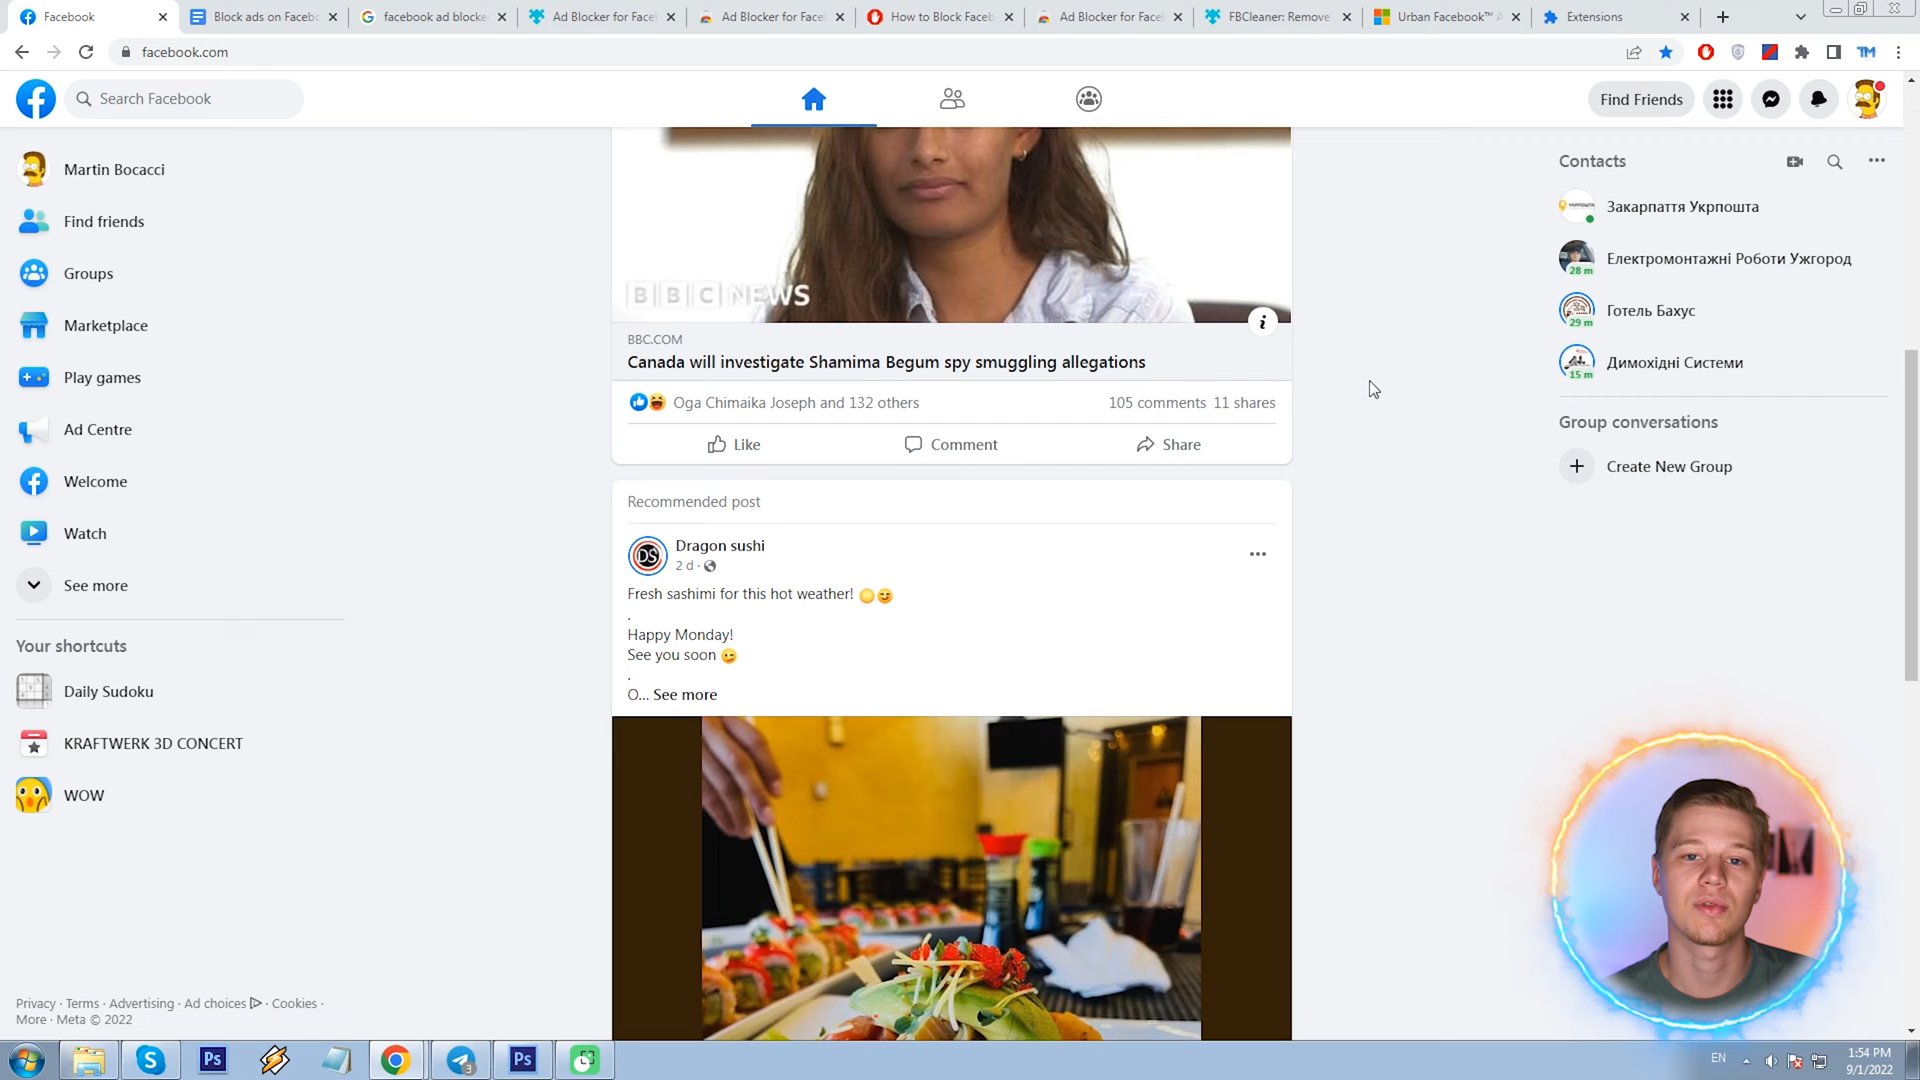 Facebook
Block ads on Facebo
facebook ad blocke
Ad Blocker for Face
Ad Blocker for Face
How to Block Faceb
Ad Blocker for Face
FBCleaner: Remove
Urban Facebook™ A
Extensions
facebook.com
TM
Search Facebook
Find Friends
Martin Bocacci
Find friends
Groups
Marketplace
Play games
Ad Centre
Welcome
Watch
See more
Your shortcuts
Daily Sudoku
KRAFTWERK 3D CONCERT
WOW
Privacy · Terms · Advertising · Ad choices · Cookies ·
More · Meta © 2022
BBC NEWS
BBC.COM
Canada will investigate Shamima Begum spy smuggling allegations
Oga Chimaika Joseph and 132 others
105 comments 11 shares
Like
Comment
Share
Recommended post
DS
Dragon sushi
2 d ·
Fresh sashimi for this hot weather! 🌕😊
.
Happy Monday!
See you soon 😉
.
O... See more
Contacts
Закарпаття Укрпошта
28 m
Електромонтажні Роботи Ужгород
29 m
Готель Бахус
15 m
Димохідні Системи
Group conversations
Create New Group
Ps
3
Ps
EN
1:54 PM
9/1/2022